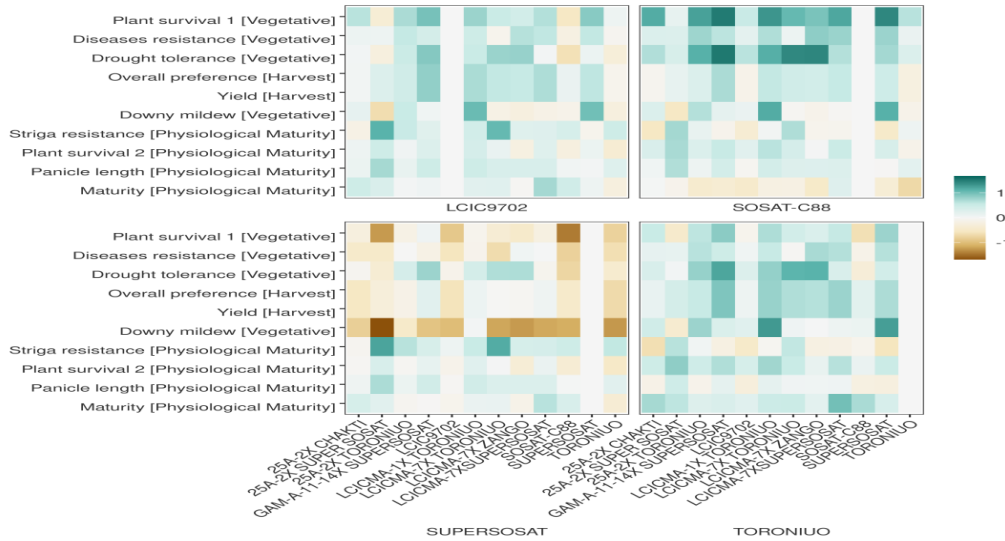 Plant survival 1 [Vegetative]
Diseases resistance [Vegetative]
Drought tolerance [Vegetative]
Overall preference [Harvest]
Yield [Harvest]
Downy mildew [Vegetative]
Striga resistance [Physiological Maturity]
Plant survival 2 [Physiological Maturity]
Panicle length [Physiological Maturity]
Maturity [Physiological Maturity]
LCIC9702
SOSAT-C88
1
0
-1
Plant survival 1 [Vegetative]
Diseases resistance [Vegetative]
Drought tolerance [Vegetative]
Overall preference [Harvest]
Yield [Harvest]
Downy mildew [Vegetative]
Striga resistance [Physiological Maturity]
Plant survival 2 [Physiological Maturity]
Panicle length [Physiological Maturity]
Maturity [Physiological Maturity]
25A-2X CHAKTI
25A-2X SUPER SOSAT
25A-2X TORONIUO
GAM-A-11-14X SUPERSOSAT
LCIC9702
LCICMA-1X TORONIUO
LCICMA-7X TORONIUO
LCICMA-7X ZANGO
LCICMA-7XSUPERSOSAT
SOSAT-C88
SUPERSOSAT
TORONIUO
25A-2X CHAKTI
25A-2X SUPER SOSAT
25A-2X TORONIUO
GAM-A-11-14X SUPERSOSAT
LCIC9702
LCICMA-1X TORONIUO
LCICMA-7X TORONIUO
LCICMA-7X ZANGO
LCICMA-7XSUPERSOSAT
SOSAT-C88
SUPERSOSAT
TORONIUO
SUPERSOSAT
TORONIUO